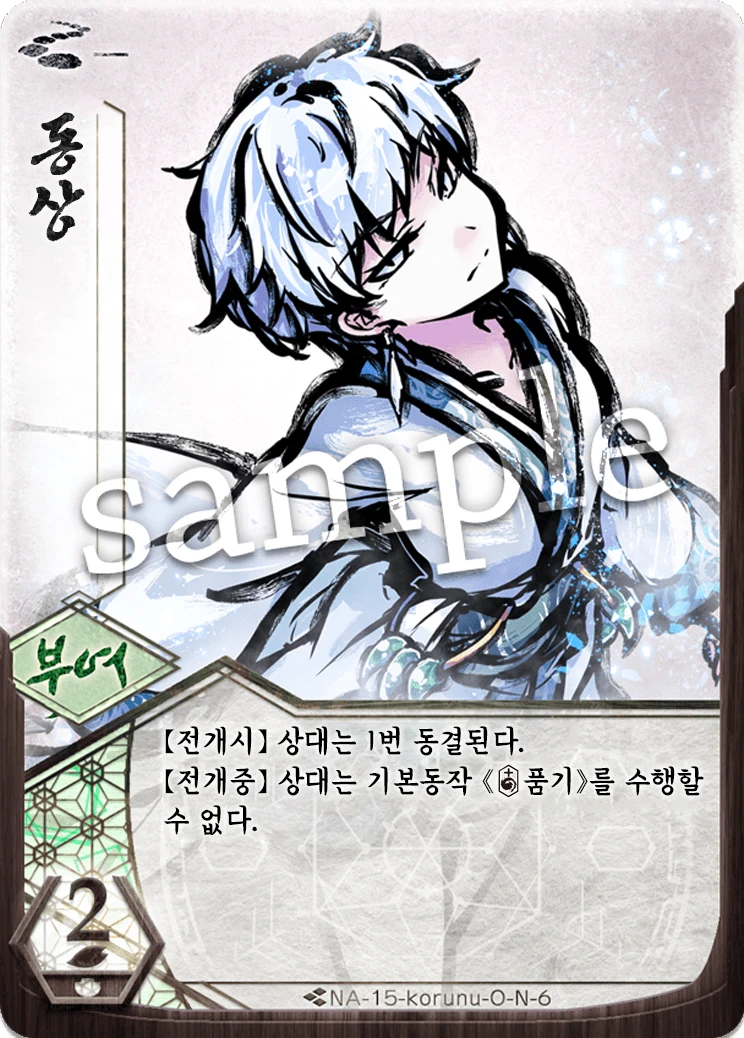 동상
sample
부여
【전개시】 상대는 1번 동결된다.
【전개중】 상대는 기본동작 《품기》를 수행할
수 없다.
2
NA-15-korunu-O-N-6